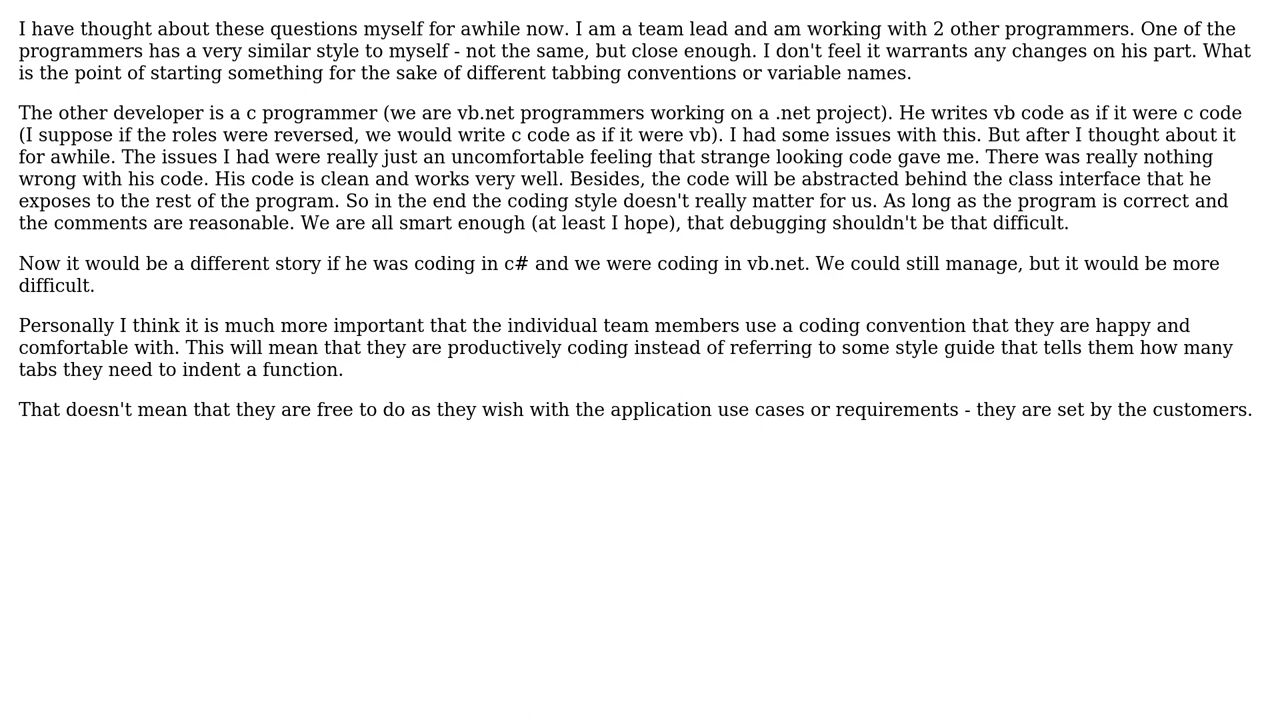 I have thought about these questions myself for awhile now. I am a team lead and am working with 2 other programmers. One of the
programmers has a very similar style to myself - not the same, but close enough. I don't feel it warrants any changes on his part. What
is the point of starting something for the sake of different tabbing conventions or variable names.
The other developer is a c programmer (we are vb.net programmers working on a .net project). He writes vb code as if it were c code
(I suppose if the roles were reversed, we would write c code as if it were vb). I had some issues with this. But after I thought about it
for awhile. The issues I had were really just an uncomfortable feeling that strange looking code gave me. There was really nothing
wrong with his code. His code is clean and works very well. Besides, the code will be abstracted behind the class interface that he
exposes to the rest of the program. So in the end the coding style doesn't really matter for us. As long as the program is correct and
the comments are reasonable. We are all smart enough (at least I hope), that debugging shouldn't be that difficult.
Now it would be a different story if he was coding in c# and we were coding in vb.net. We could still manage, but it would be more
difficult.
Personally I think it is much more important that the individual team members use a coding convention that they are happy and
comfortable with. This will mean that they are productively coding instead of referring to some style guide that tells them how many
tabs they need to indent a function.
That doesn't mean that they are free to do as they wish with the application use cases or requirements - they are set by the customers.